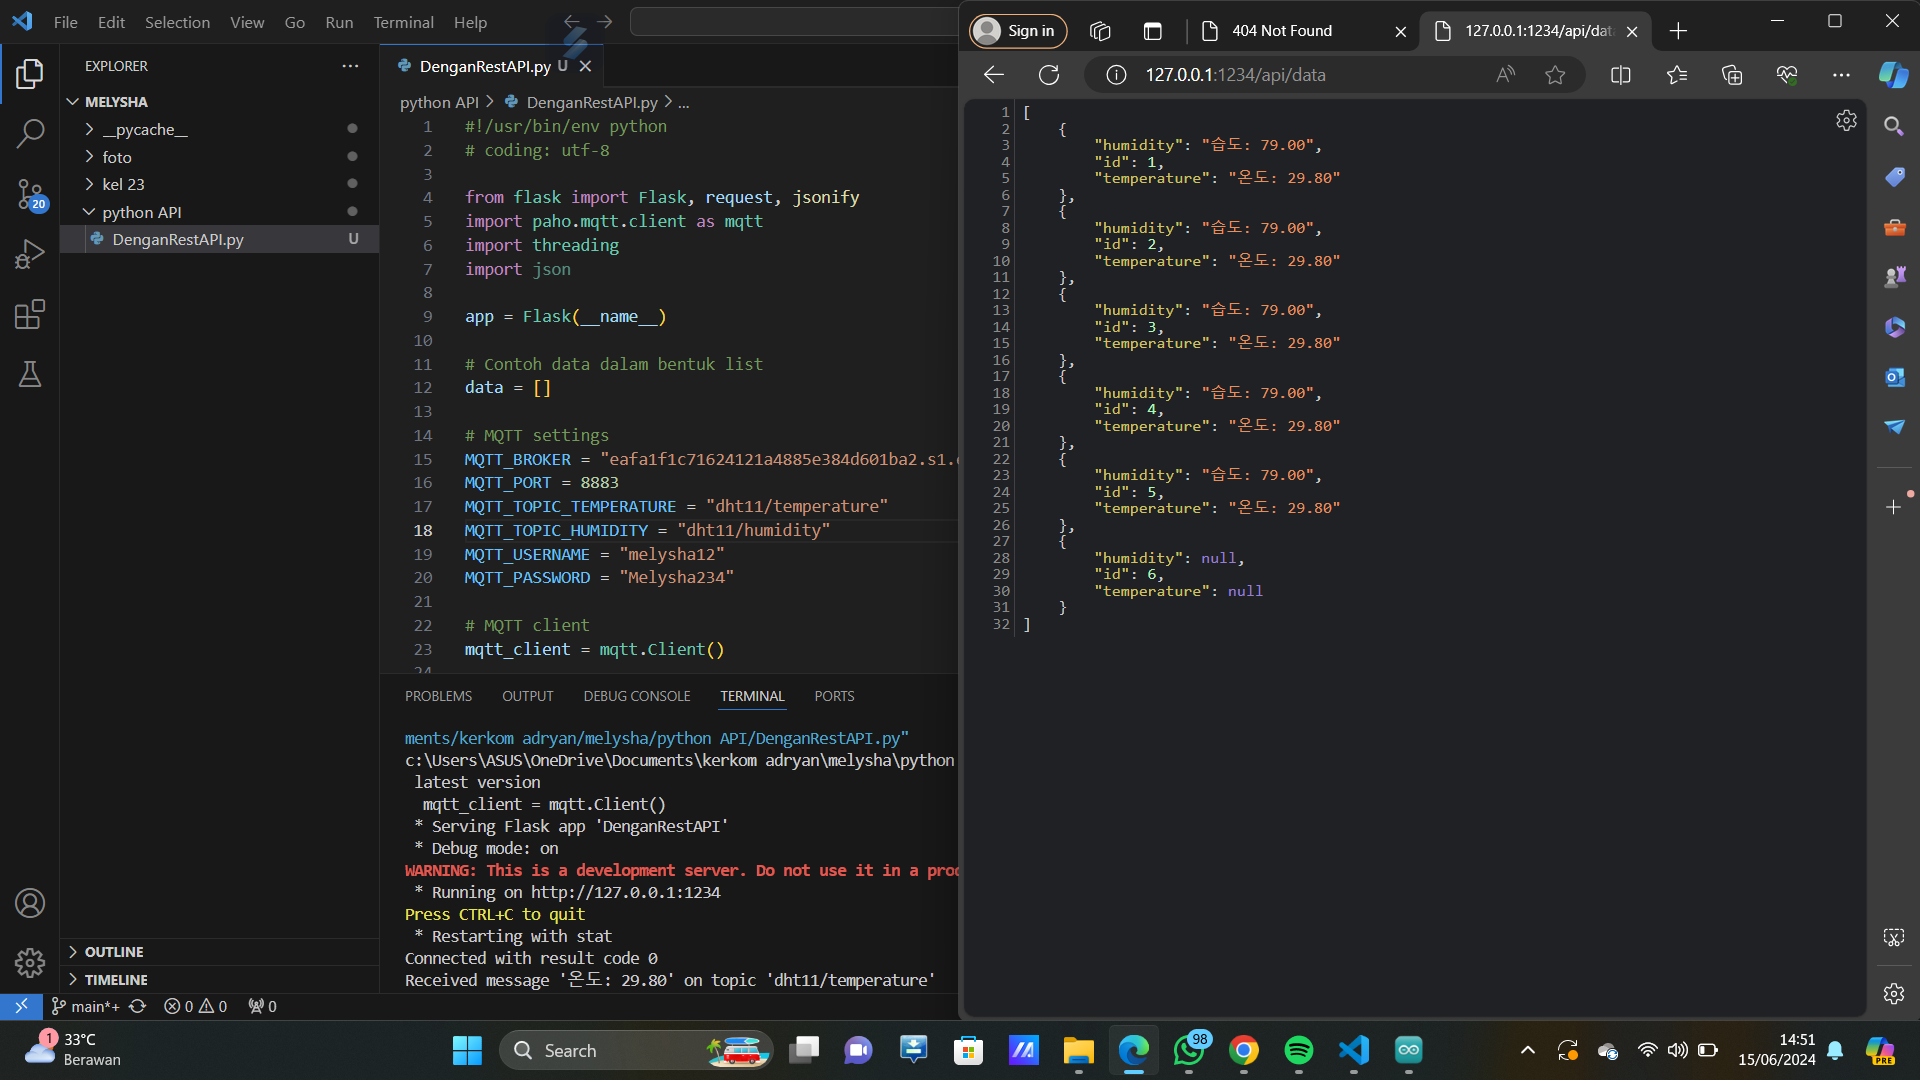 File Edit Selection View Go Run Terminal Help
EXPLORER
MELYSHA
__pycache__
foto
kel 23
python API
DenganRestAPI.py U
20
OUTLINE
TIMELINE
DenganRestAPI.py U
python API > DenganRestAPI.py > ...
1 #!/usr/bin/env python
2 # coding: utf-8
3
4 from flask import Flask, request, jsonify
5 import paho.mqtt.client as mqtt
6 import threading
7 import json
8
9 app = Flask(__name__)
10
11 # Contoh data dalam bentuk list
12 data = []
13
14 # MQTT settings
15 MQTT_BROKER = "eafa1f1c71624121a4885e384d601ba2.s1.
16 MQTT_PORT = 8883
17 MQTT_TOPIC_TEMPERATURE = "dht11/temperature"
18 MQTT_TOPIC_HUMIDITY = "dht11/humidity"
19 MQTT_USERNAME = "melysha12"
20 MQTT_PASSWORD = "Melysha234"
21
22 # MQTT client
23 mqtt_client = mqtt.Client()
24
PROBLEMS OUTPUT DEBUG CONSOLE TERMINAL PORTS
ments/kerkom adryan/melysha/python API/DenganRestAPI.py"
c:\Users\ASUS\OneDrive\Documents\kerkom adryan\melysha\python
latest version
mqtt_client = mqtt.Client()
* Serving Flask app 'DenganRestAPI'
* Debug mode: on
WARNING: This is a development server. Do not use it in a prod
* Running on http://127.0.0.1:1234
Press CTRL+C to quit
* Restarting with stat
Connected with result code 0
Received message '온도: 29.80' on topic 'dht11/temperature'
main*+ 0 0 0
Sign in
404 Not Found
127.0.0.1:1234/api/dat
127.0.0.1:1234/api/data
1 [
2 {
3 "humidity": "습도: 79.00",
4 "id": 1,
5 "temperature": "온도: 29.80"
6 },
7 {
8 "humidity": "습도: 79.00",
9 "id": 2,
10 "temperature": "온도: 29.80"
11 },
12 {
13 "humidity": "습도: 79.00",
14 "id": 3,
15 "temperature": "온도: 29.80"
16 },
17 {
18 "humidity": "습도: 79.00",
19 "id": 4,
20 "temperature": "온도: 29.80"
21 },
22 {
23 "humidity": "습도: 79.00",
24 "id": 5,
25 "temperature": "온도: 29.80"
26 },
27 {
28 "humidity": null,
29 "id": 6,
30 "temperature": null
31 }
32 ]
1
33°C
Berawan
Search
98
14:51
15/06/2024
PRE